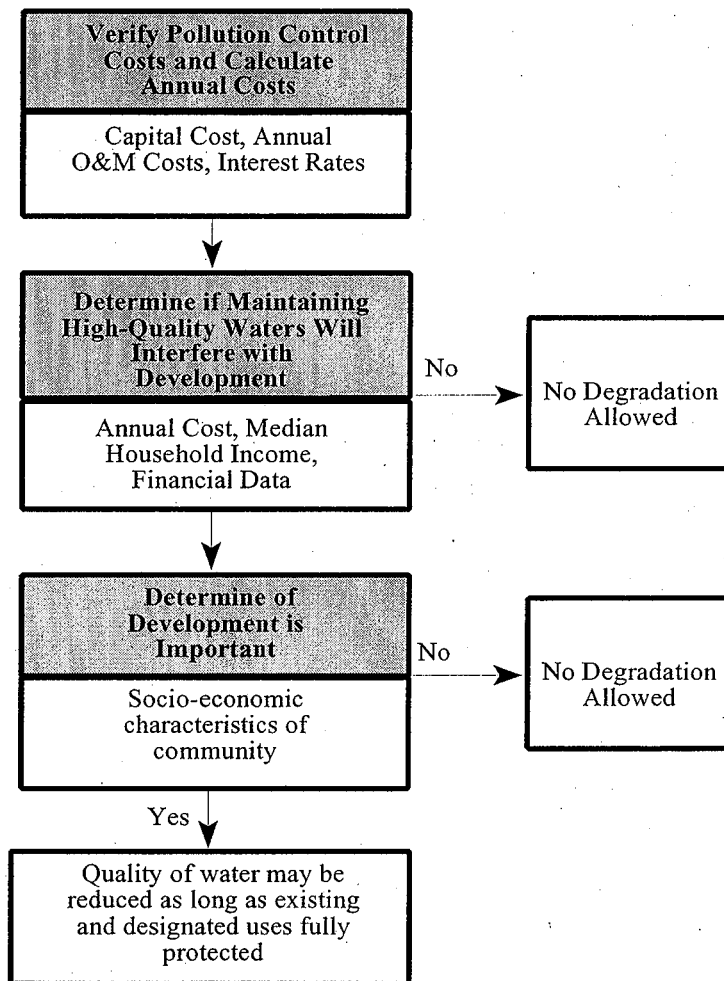 Verify Pollution Control
Costs and Calculate
Annual Costs
Capital Cost, Annual
O&M Costs, Interest Rates
Determine if Maintaining
High-Quality Waters Will
Interfere with
Development
No
No Degradation
Allowed
Annual Cost, Median
Household Income,
Financial Data
Determine of
Development is
Important
No
No Degradation
Allowed
Socio-economic
characteristics of
community
Yes
Quality of water may be
reduced as long as existing
and designated uses fully
protected